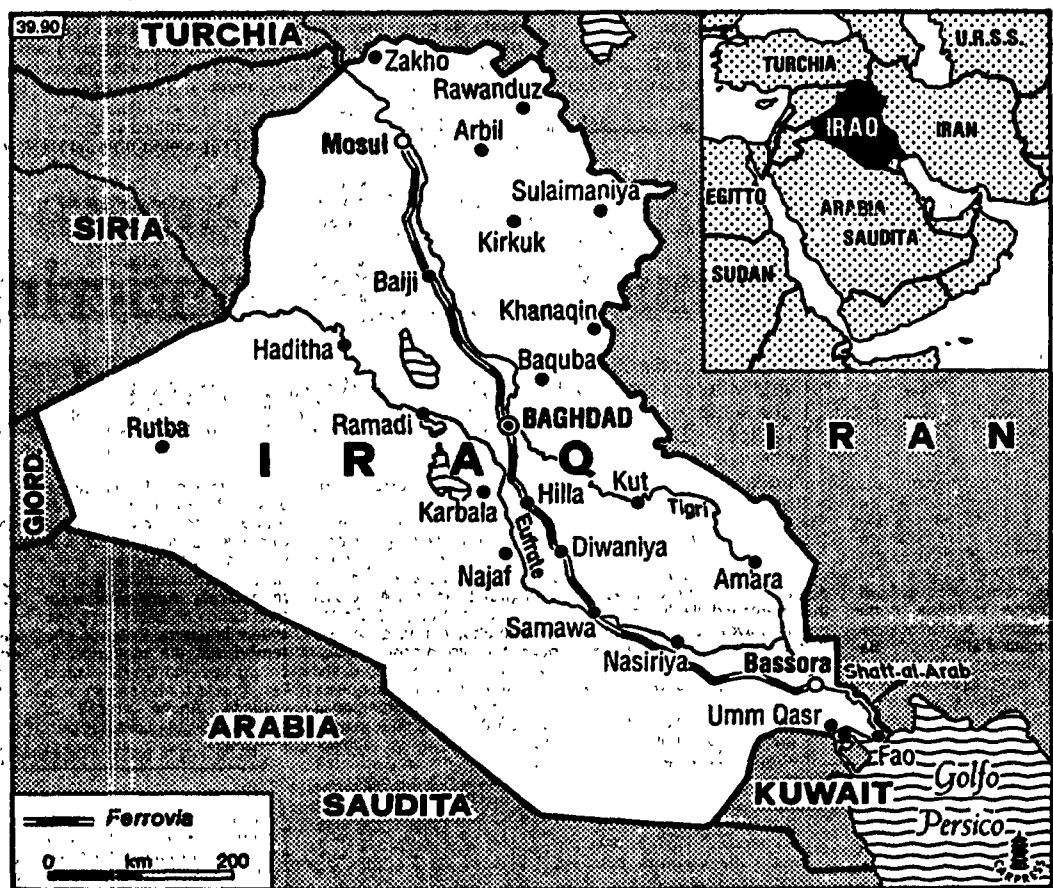 39.90
TURCHIA
Zakho
Rawanduz
Arbil
Mosul
Sulaimaniya
Kirkuk
SIRIA
Baiji
Khanaqin
Haditha
Baquba
Ramadi
BAGHDAD
Rutba
IRAQ
IRAN
GIORD.
Karbala
Hilla
Kut
Tigri
Eufrate
Diwaniya
Najaf
Amara
Samawa
Nasiriya
Bassora
Shatt-al-Arab
Umm Qasr
Fao
ARABIA
SAUDITA
KUWAIT
Golfo
Persico
Ferrovia
0 km 200
U.R.S.S.
TURCHIA
IRAQ
IRAN
EGITTO
ARABIA
SAUDITA
SUDAN